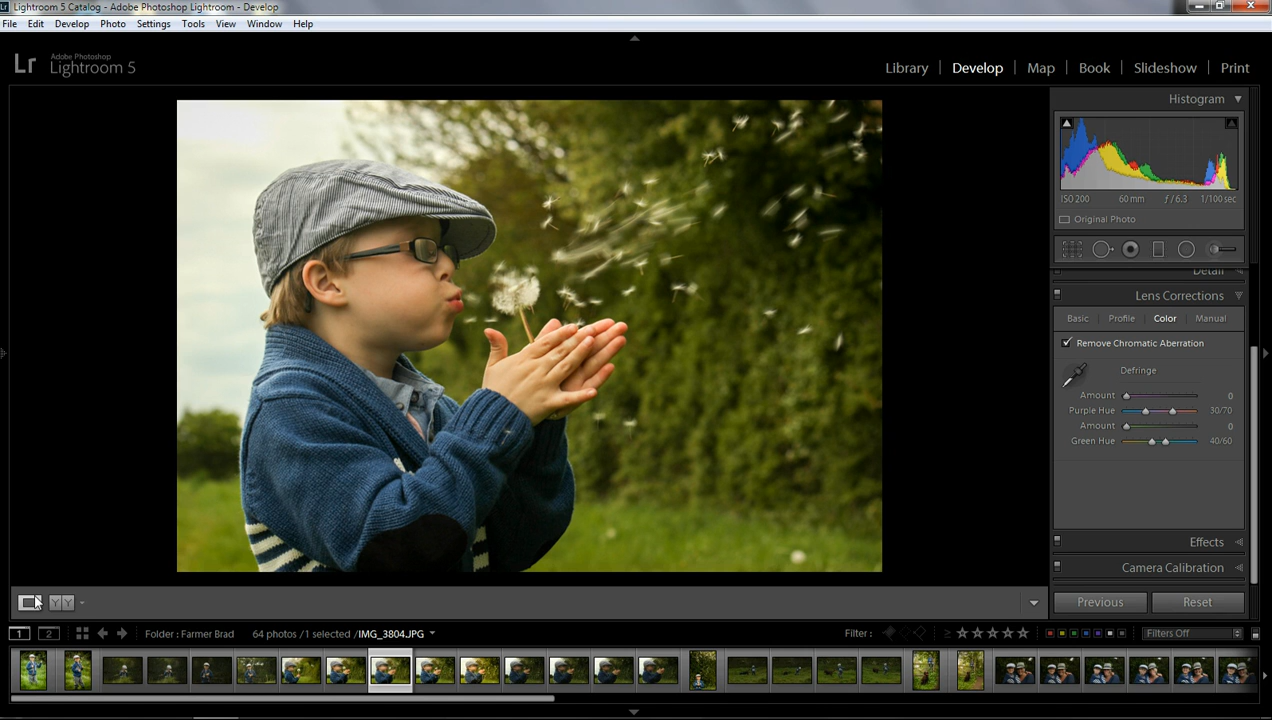 Lightroom 5 Catalog - Adobe Photoshop Lightroom - Develop
File Edit Develop Photo Settings Tools View Window Help
Lr Adobe Photoshop Lightroom 5
Library | Develop | Map | Book | Slideshow | Print
Histogram
ISO 200 60 mm ƒ / 6.3 1/100 sec
Original Photo
Detail
Lens Corrections
Basic Profile Color Manual
Remove Chromatic Aberration
Defringe
Amount 0
Purple Hue 30/70
Amount 0
Green Hue 40/60
Effects
Camera Calibration
Y Y Previous Reset
1 2 Folder : Farmer Brad 64 photos /1 selected /IMG_3804.JPG Filter : Filters Off